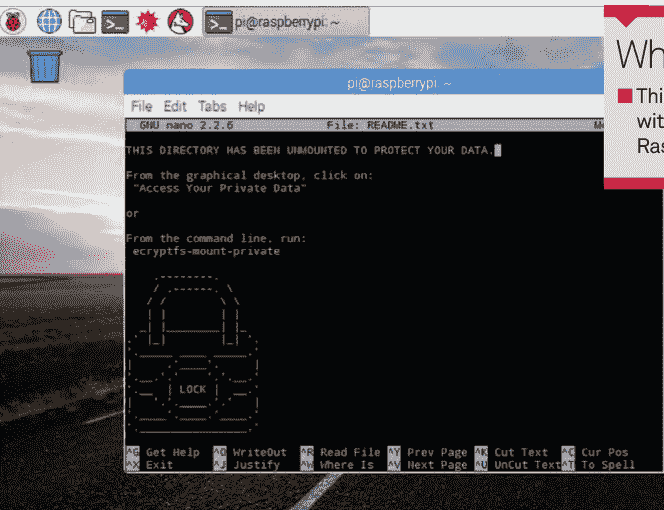 pi@raspberrypi: ~
Wh
Thi
wit
Ras
pi@raspberrypi: ~
File Edit Tabs Help
GNU nano 2.2.6 File: README.txt M
THIS DIRECTORY HAS BEEN UNMOUNTED TO PROTECT YOUR DATA.
From the graphical desktop, click on:
"Access Your Private Data"
or
From the command line, run:
ecryptfs-mount-private
LOCK
^G Get Help ^O WriteOut ^R Read File ^Y Prev Page ^K Cut Text ^C Cur Pos
^X Exit ^J Justify ^W Where Is ^V Next Page ^U UnCut Text ^T To Spell